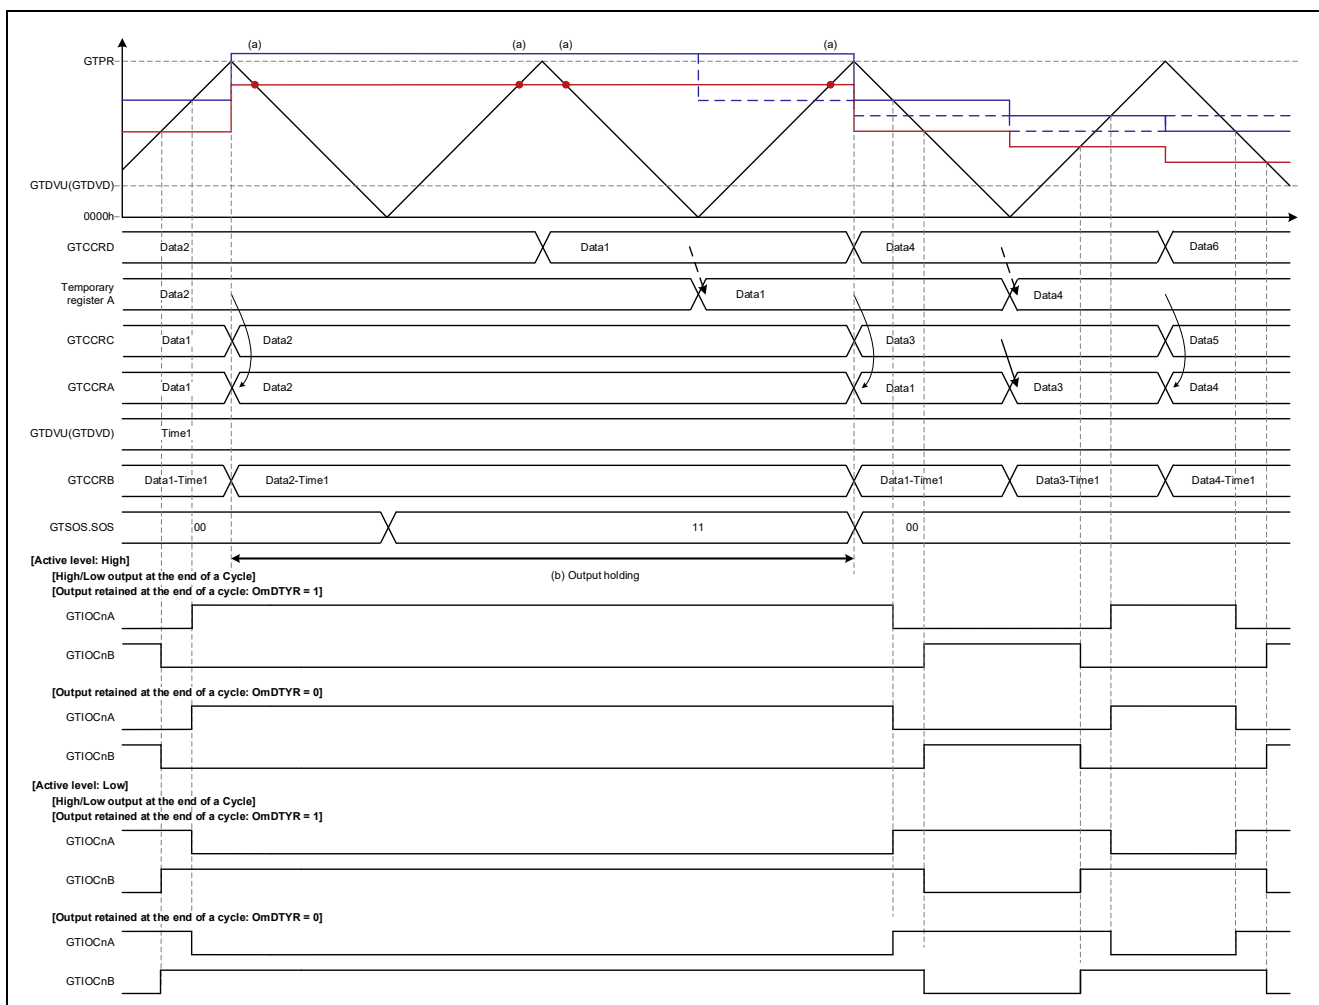 (a) (a) (a) (a)
GTPR
GTDVU(GTDVD)
0000h
GTCCRD Data2 Data1 Data4 Data6
Temporary
register A Data2 Data1 Data4
GTCCRC Data1 Data2 Data3 Data5
GTCCRA Data1 Data2 Data1 Data3 Data4
GTDVU(GTDVD) Time1
GTCCRB Data1-Time1 Data2-Time1 Data1-Time1 Data3-Time1 Data4-Time1
GTSOS.SOS 00 11 00
[Active level: High]
[High/Low output at the end of a Cycle] (b) Output holding
[Output retained at the end of a cycle: OmDTYR = 1]
GTIOCnA
GTIOCnB
[Output retained at the end of a cycle: OmDTYR = 0]
GTIOCnA
GTIOCnB
[Active level: Low]
[High/Low output at the end of a Cycle]
[Output retained at the end of a cycle: OmDTYR = 1]
GTIOCnA
GTIOCnB
[Output retained at the end of a cycle: OmDTYR = 0]
GTIOCnA
GTIOCnB